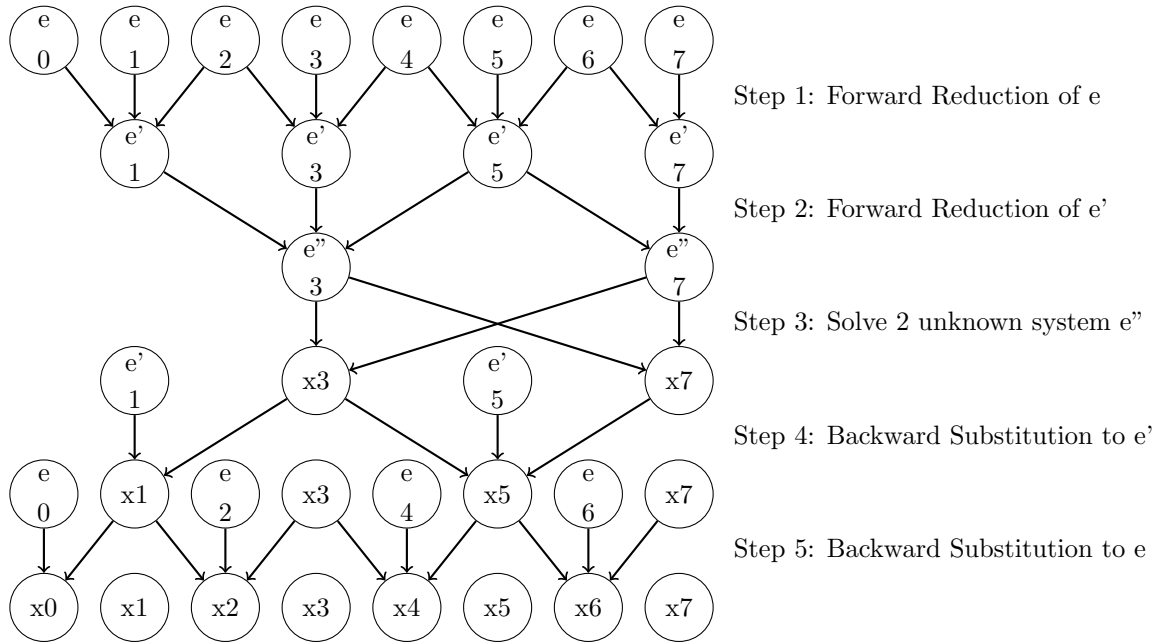 e e e e e e e e
0 1 2 3 4 5 6 7
Step 1: Forward Reduction of e
e' e' e' e'
1 3 5 7
Step 2: Forward Reduction of e'
e” e”
3 7
Step 3: Solve 2 unknown system e”
e' e'
1 x3 5 x7
Step 4: Backward Substitution to e'
e e e e
0 x1 2 x3 4 x5 6 x7
Step 5: Backward Substitution to e
x0 x1 x2 x3 x4 x5 x6 x7